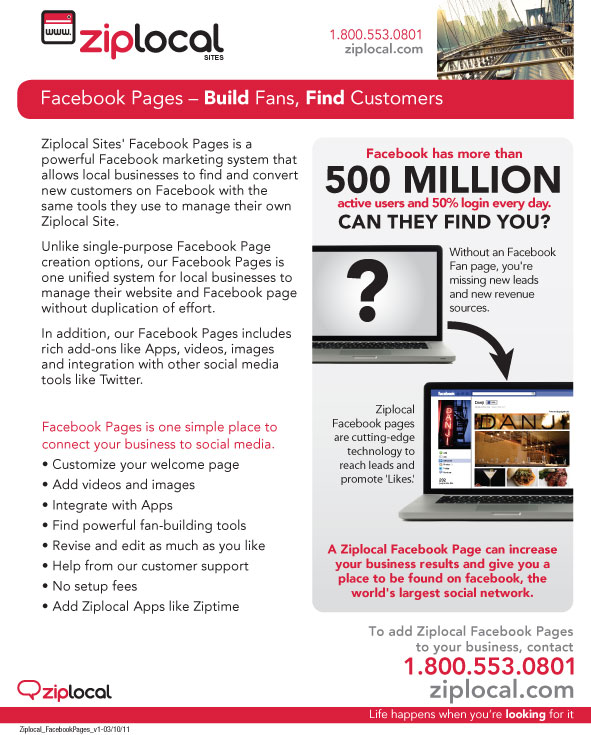 www.
ziplocal
SITES
1.800.553.0801
ziplocal.com
Facebook Pages – Build Fans, Find Customers
Ziplocal Sites' Facebook Pages is a
powerful Facebook marketing system that
allows local businesses to find and convert
new customers on Facebook with the
same tools they use to manage their own
Ziplocal Site.
Unlike single-purpose Facebook Page
creation options, our Facebook Pages is
one unified system for local businesses to
manage their website and Facebook page
without duplication of effort.
In addition, our Facebook Pages includes
rich add-ons like Apps, videos, images
and integration with other social media
tools like Twitter.
Facebook Pages is one simple place to
connect your business to social media.
• Customize your welcome page
• Add videos and images
• Integrate with Apps
• Find powerful fan-building tools
• Revise and edit as much as you like
• Help from our customer support
• No setup fees
• Add Ziplocal Apps like Ziptime
Facebook has more than
500 MILLION
active users and 50% login every day.
CAN THEY FIND YOU?
?
Without an Facebook
Fan page, you're
missing new leads
and new revenue
sources.
Ziplocal
Facebook pages
are cutting-edge
technology to
reach leads and
promote 'Likes.'
facebook
Danji
DANJI
DANJI
A Ziplocal Facebook Page can increase
your business results and give you a
place to be found on facebook, the
world's largest social network.
To add Ziplocal Facebook Pages
to your business, contact
1.800.553.0801
ziplocal.com
ziplocal
Life happens when you're looking for it
Ziplocal_FacebookPages_v1-03/10/11